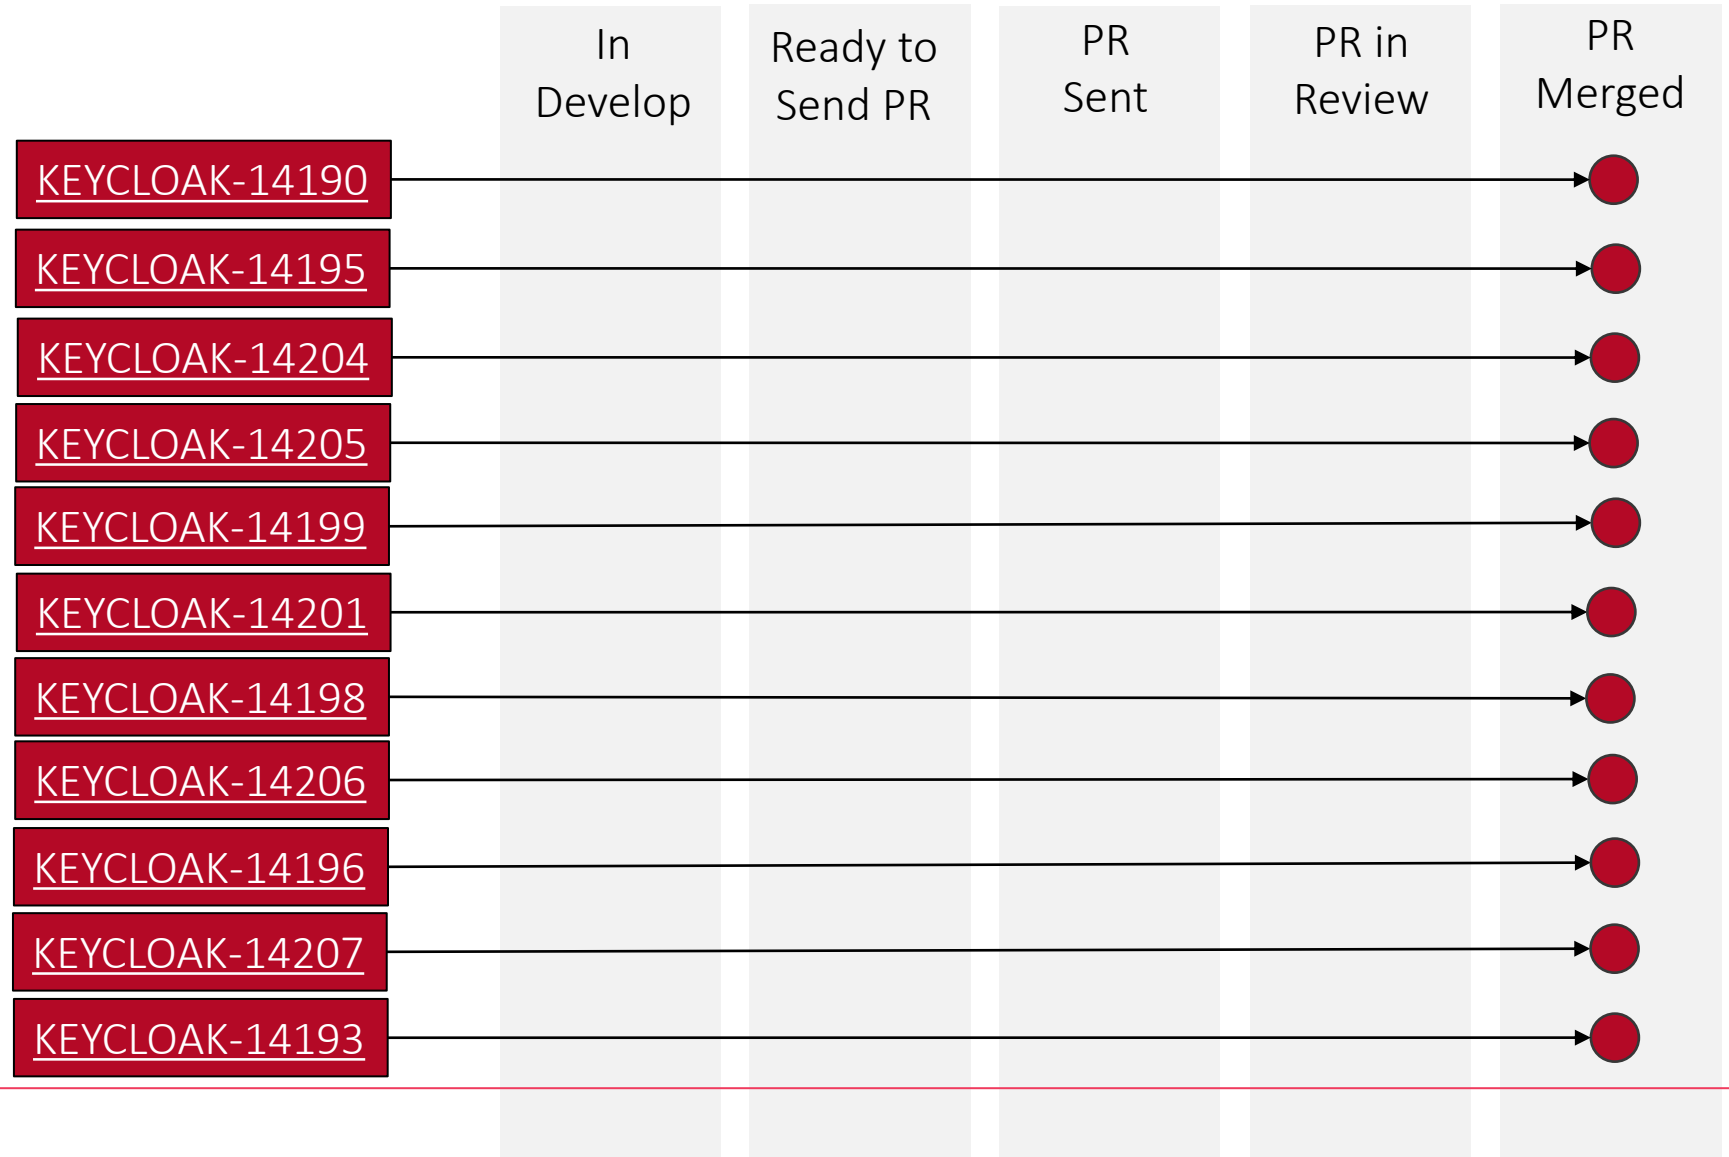 In
Develop
Ready to
Send PR
PR
Sent
PR in
Review
PR
Merged
KEYCLOAK-14190
KEYCLOAK-14195
KEYCLOAK-14204
KEYCLOAK-14205
KEYCLOAK-14199
KEYCLOAK-14201
KEYCLOAK-14198
KEYCLOAK-14206
KEYCLOAK-14196
KEYCLOAK-14207
KEYCLOAK-14193